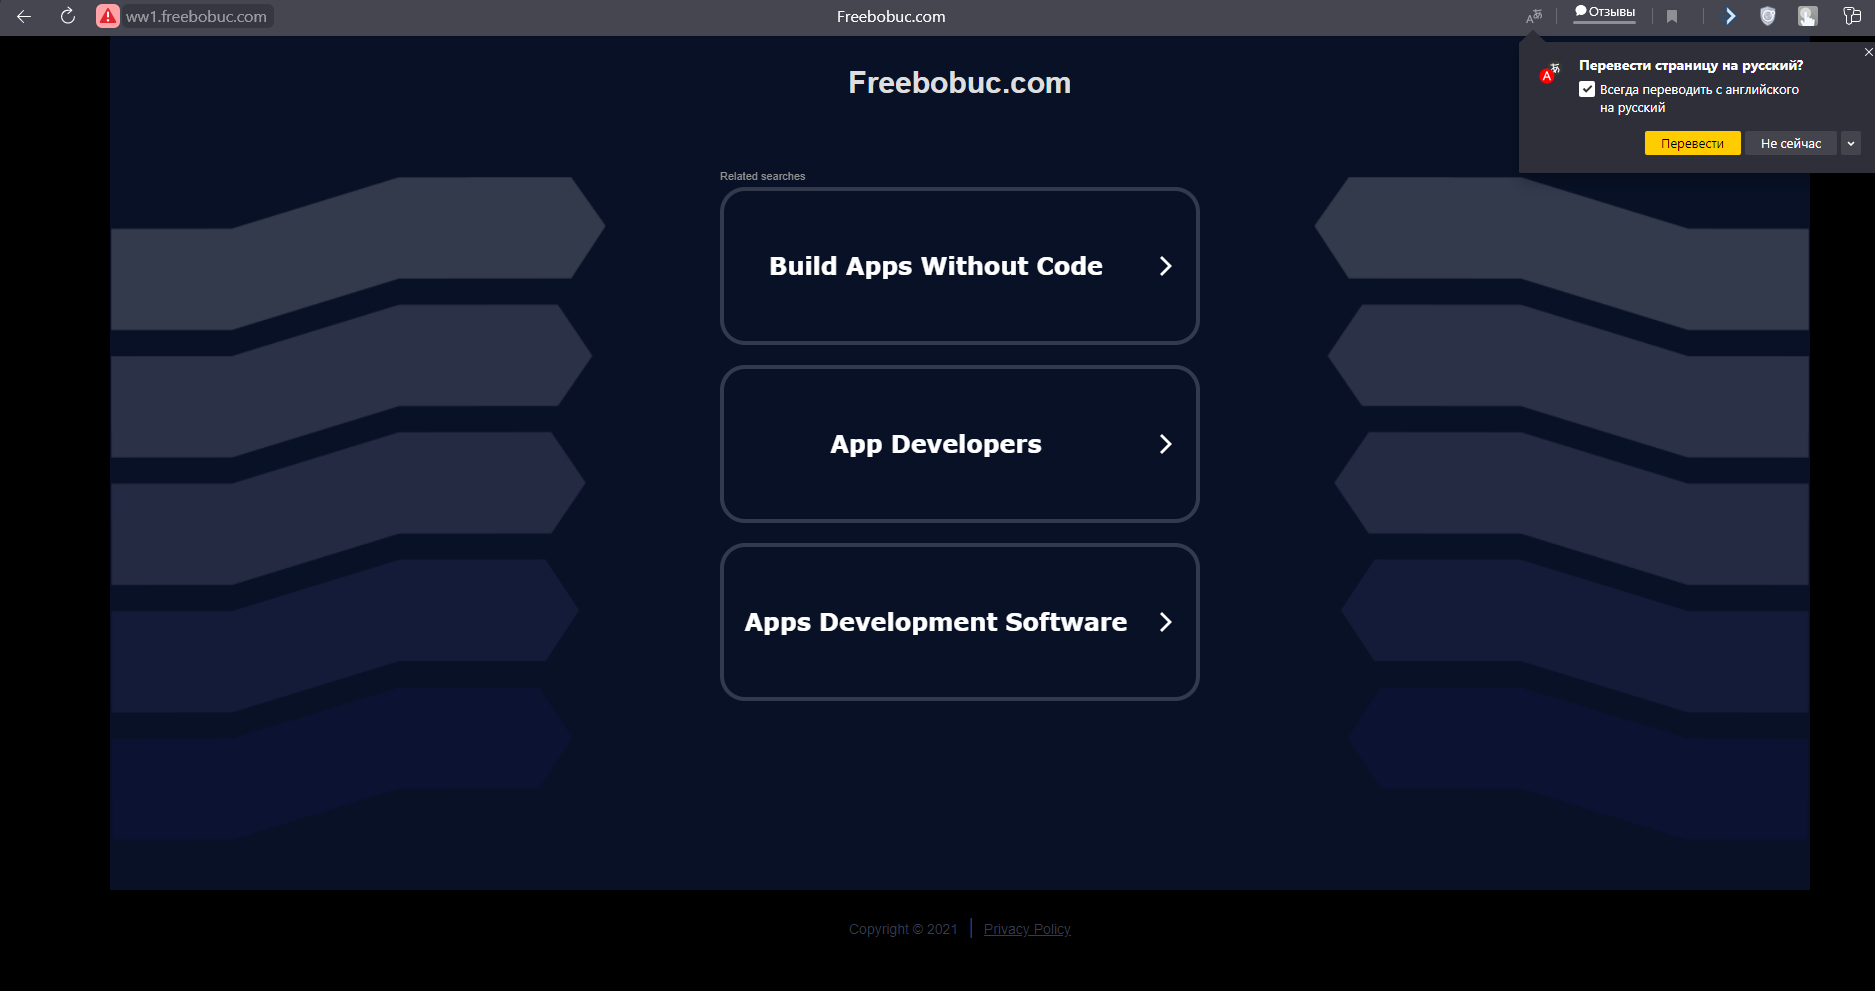 ww1.freebobuc.com
Freebobuc.com
Отзывы
Перевести страницу на русский?
Всегда переводить с английского
на русский
Перевести
Не сейчас
Freebobuc.com
Related searches
Build Apps Without Code
App Developers
Apps Development Software
Copyright © 2021
Privacy Policy